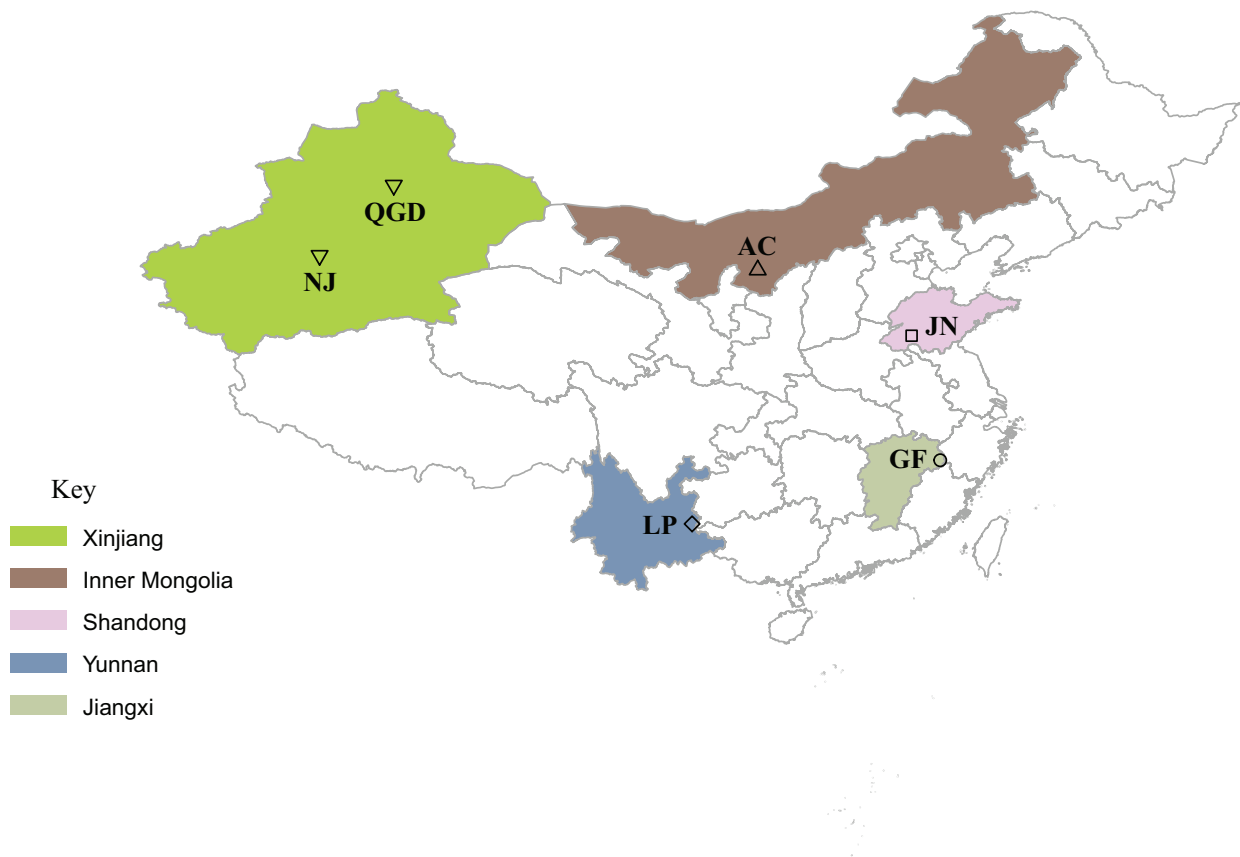 QGD
AC
NJ
JN
GF
LP
Key
Xinjiang
Inner Mongolia
Shandong
Yunnan
Jiangxi